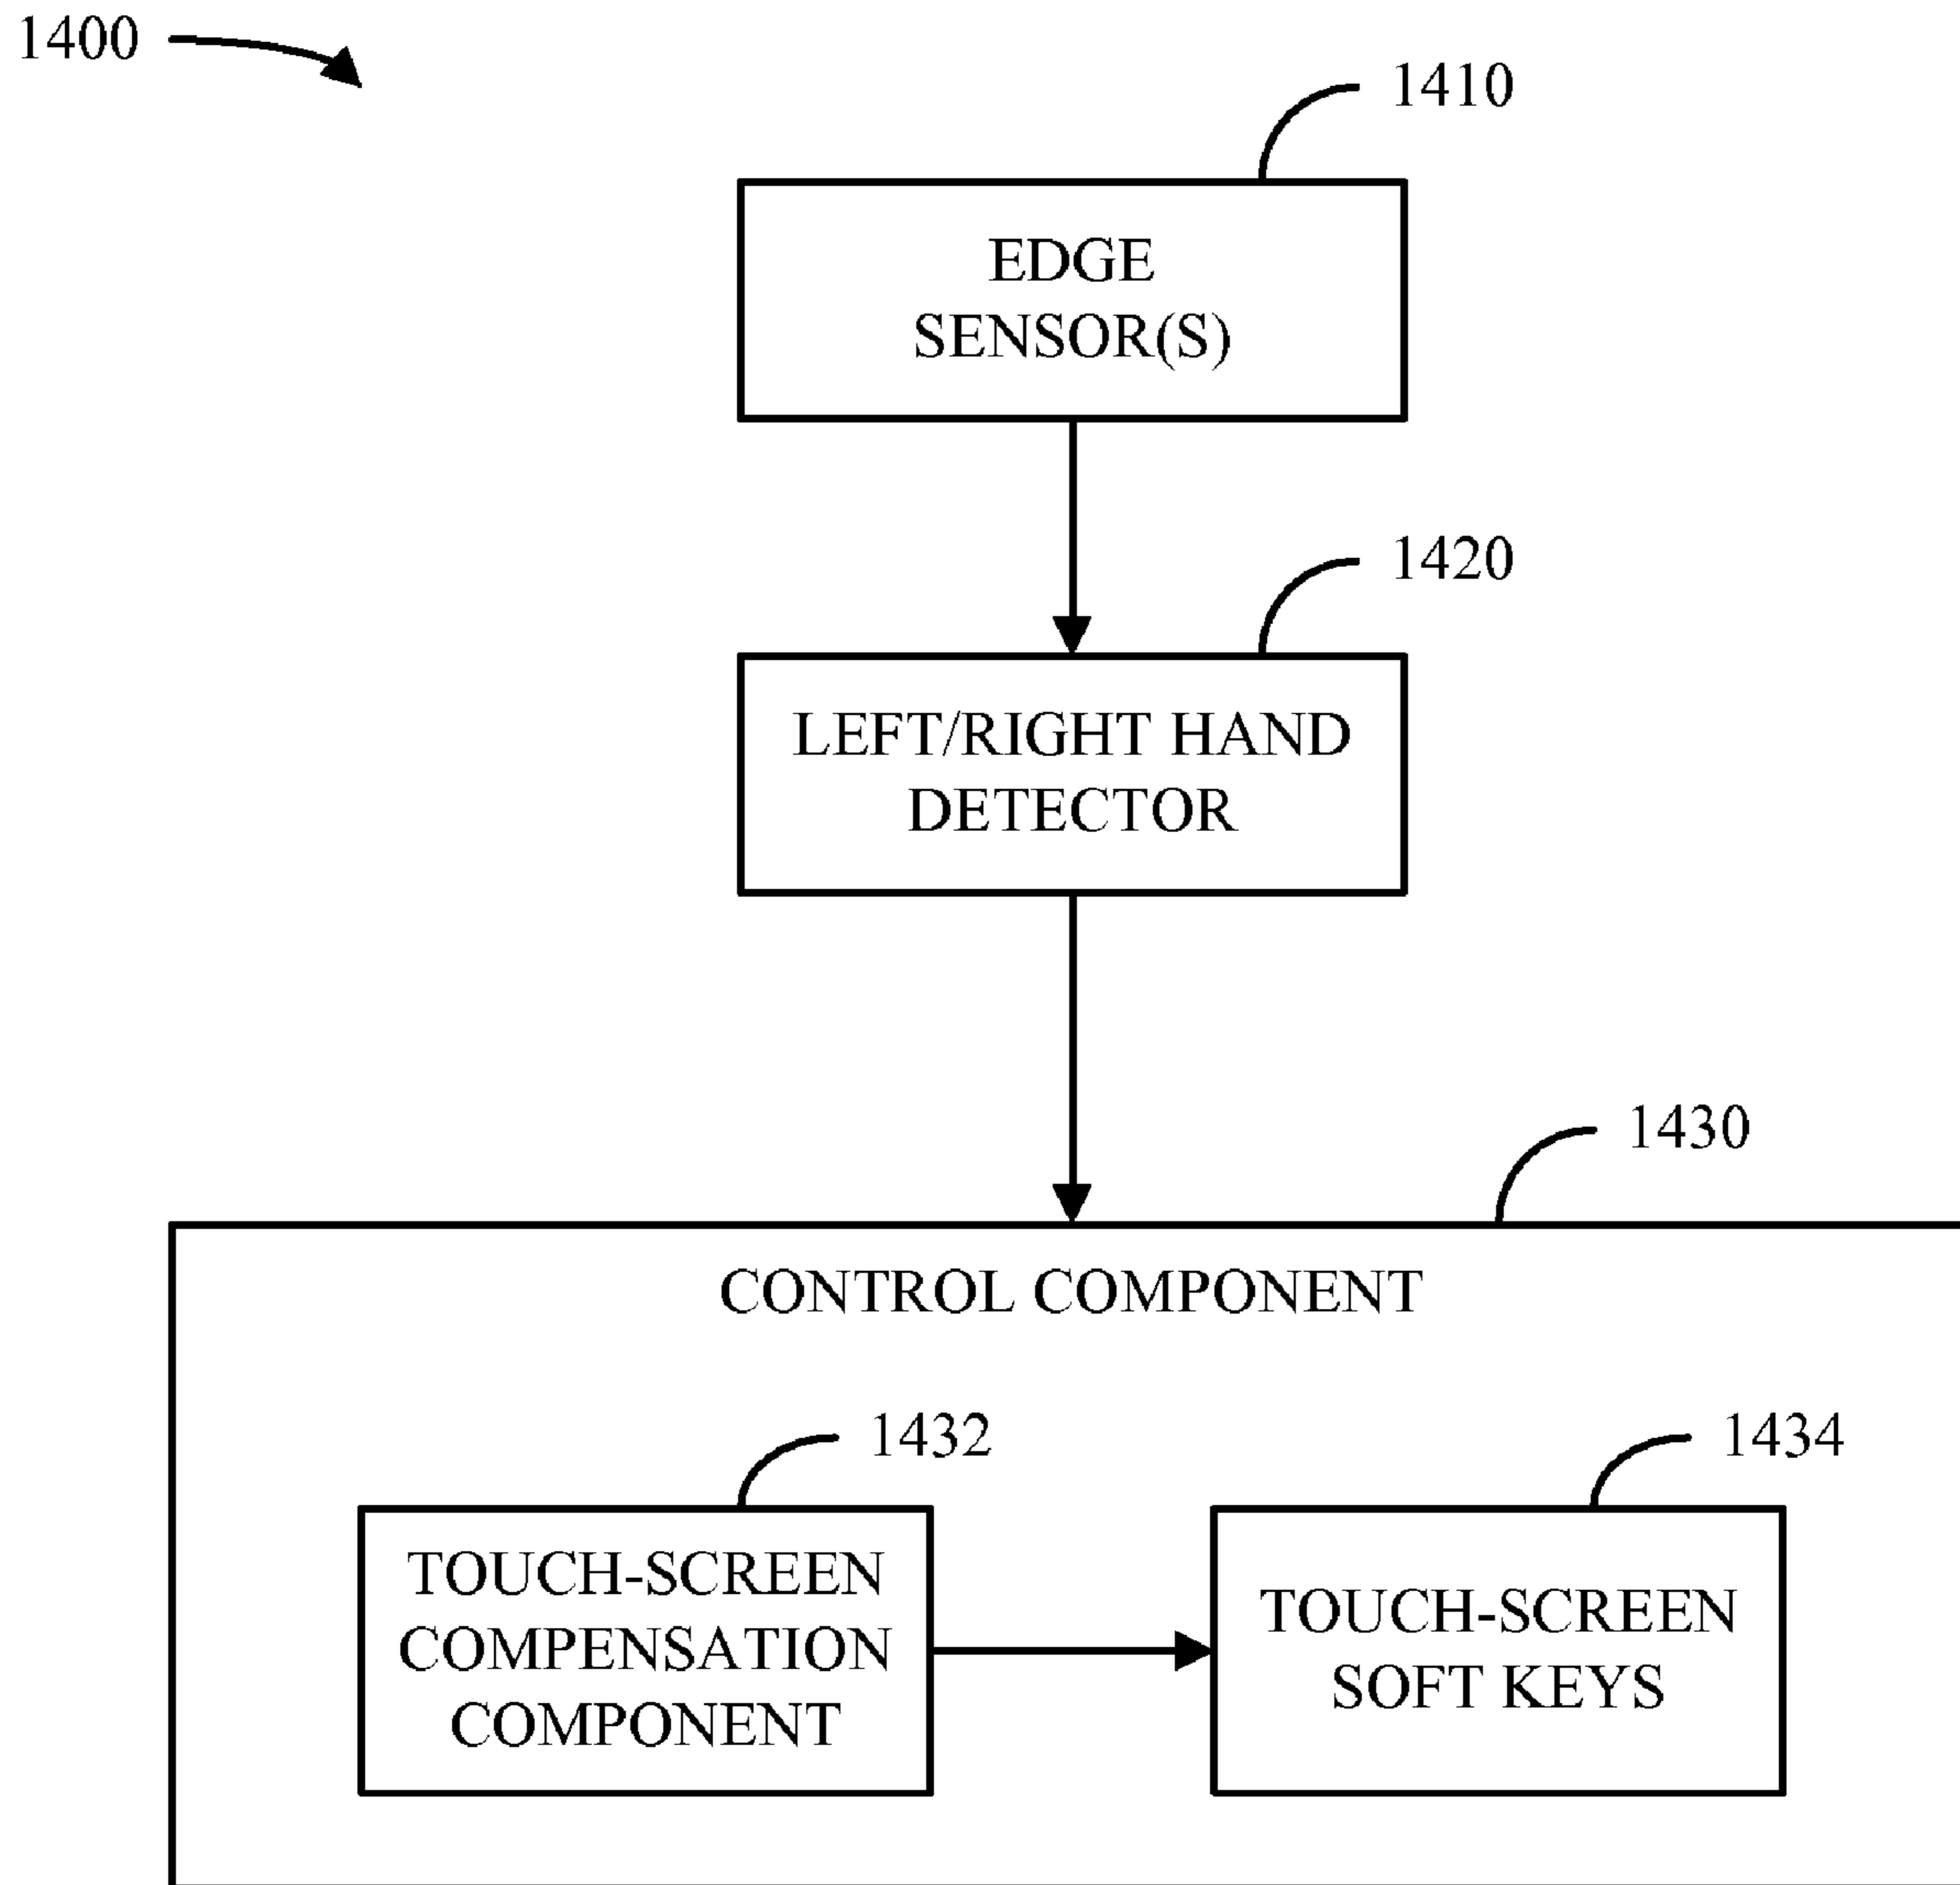 1400
1410
EDGE
SENSOR(S)
1420
LEFT/RIGHT HAND
DETECTOR
1430
CONTROL COMPONENT
1432
1434
TOUCH-SCREEN
COMPENSATION
COMPONENT
TOUCH-SCREEN
SOFT KEYS